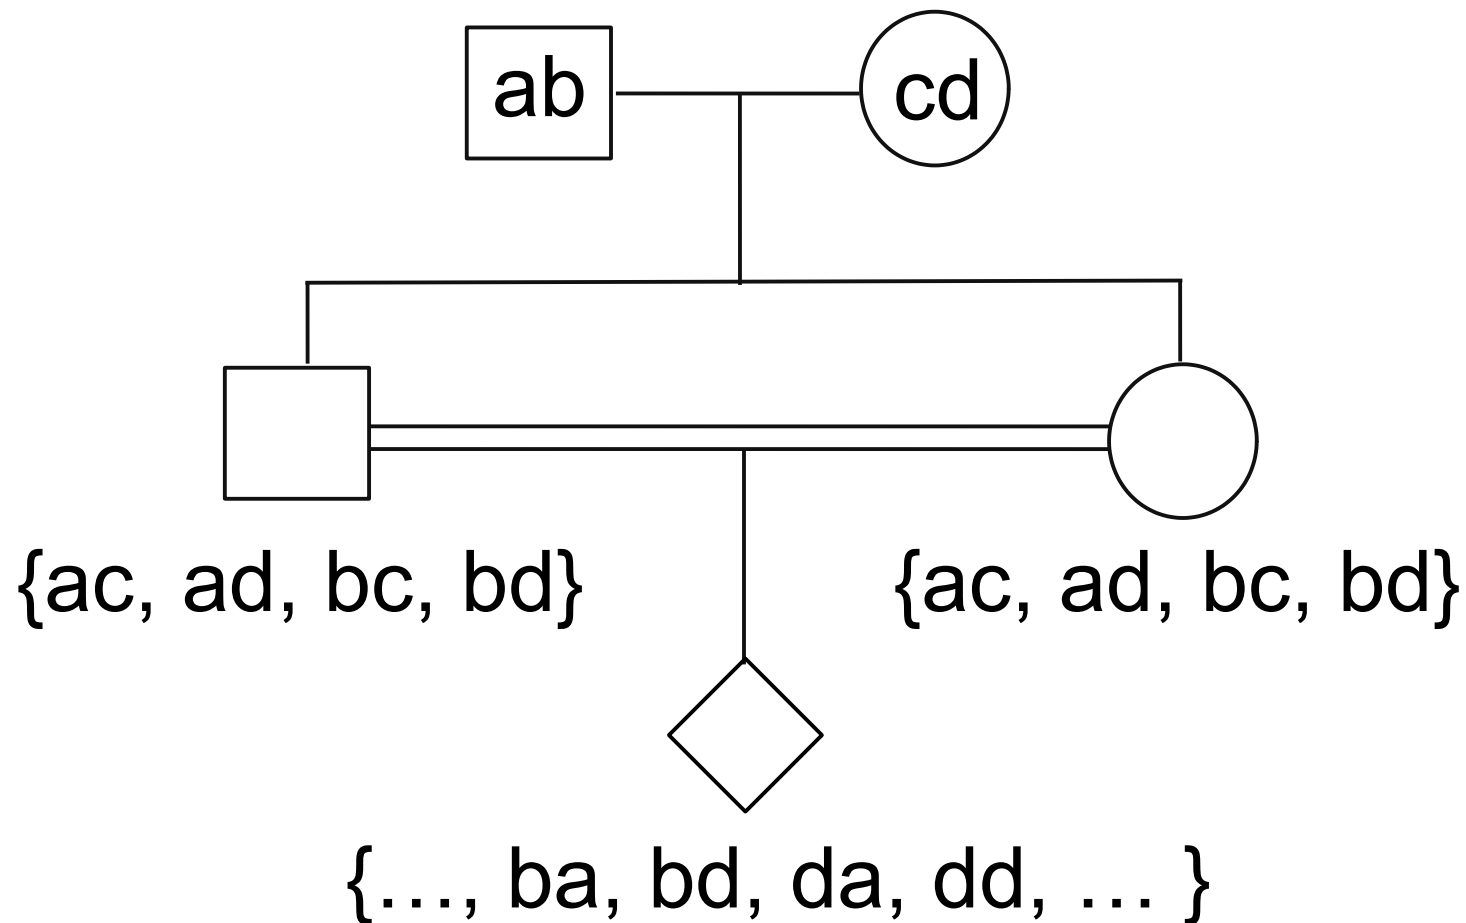 ab cd
{ac, ad, bc, bd} {ac, ad, bc, bd}
{..., ba, bd, da, dd, ... }